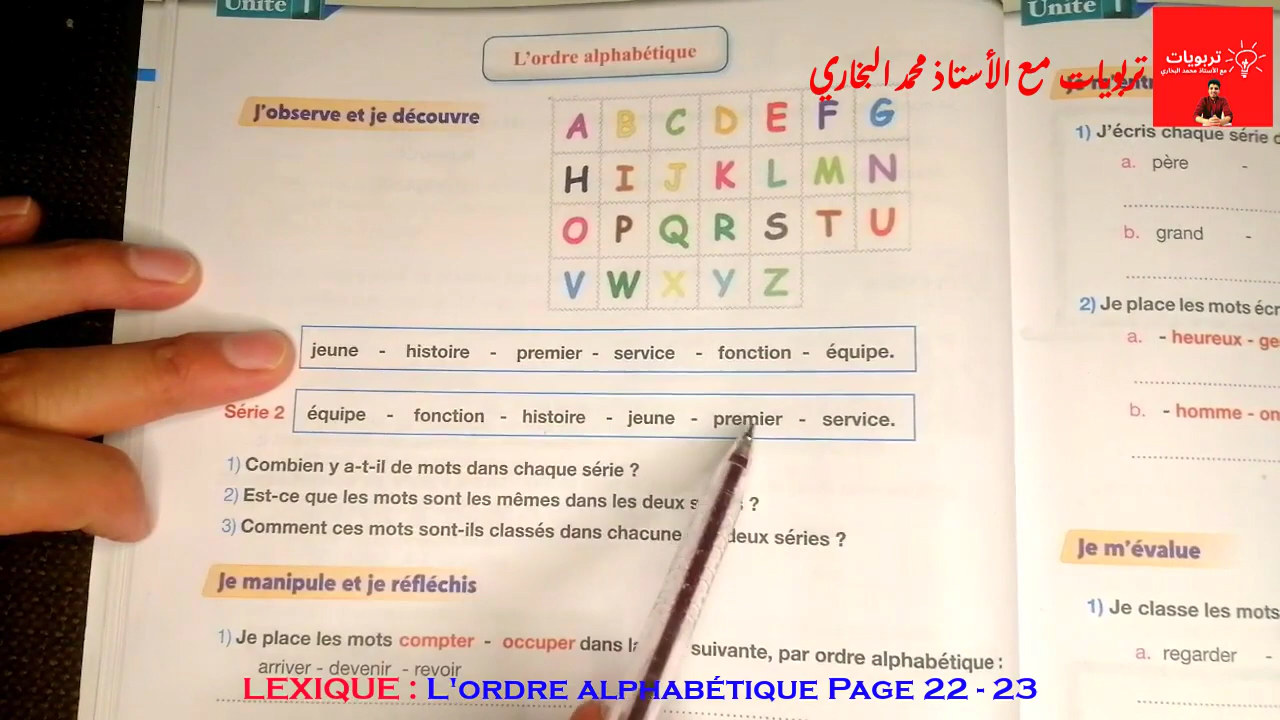 Unité 1
Unité 1
L'ordre alphabétique
تربويات مع الأستاذ محمد البخاري
تربويات
مع الأستاذ محمد البخاري
J'observe et je découvre
A B C D E F G
H I J K L M N
O P Q R S T U
V W X Y Z
jeune - histoire - premier - service - fonction - équipe.
Série 2
équipe - fonction - histoire - jeune - premier - service.
1) Combien y a-t-il de mots dans chaque série ?
2) Est-ce que les mots sont les mêmes dans les deux s ?
3) Comment ces mots sont-ils classés dans chacune deux séries ?
Je manipule et je réfléchis
1) Je place les mots compter - occuper dans la suivante, par ordre alphabétique :
arriver - devenir - revoir
1) J'écris chaque série
a. père -
b. grand -
2) Je place les mots écr
a. - heureux - ge
b. - homme - on
Je m'évalue
1) Je classe les mots
a. regarder -
LEXIQUE : L'ordre alphabétique Page 22 - 23